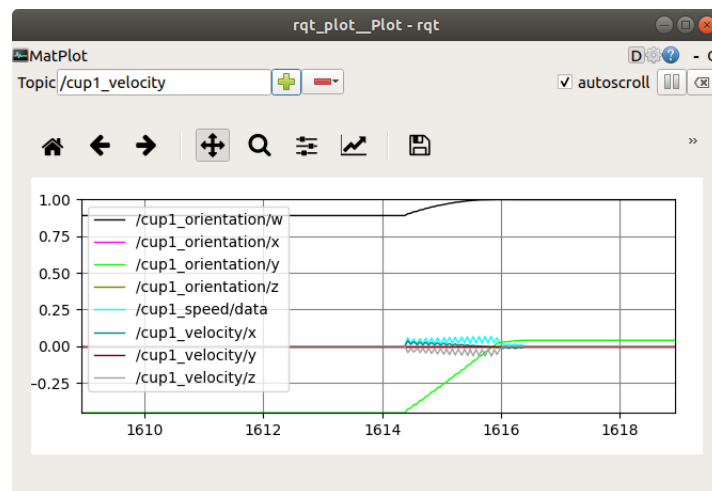 rqt_plot__Plot - rqt
MatPlot D -
Topic /cup1_velocity autoscroll
»
1.00
0.75
0.50
0.25
0.00
-0.25
/cup1_orientation/w
/cup1_orientation/x
/cup1_orientation/y
/cup1_orientation/z
/cup1_speed/data
/cup1_velocity/x
/cup1_velocity/y
/cup1_velocity/z
1610 1612 1614 1616 1618